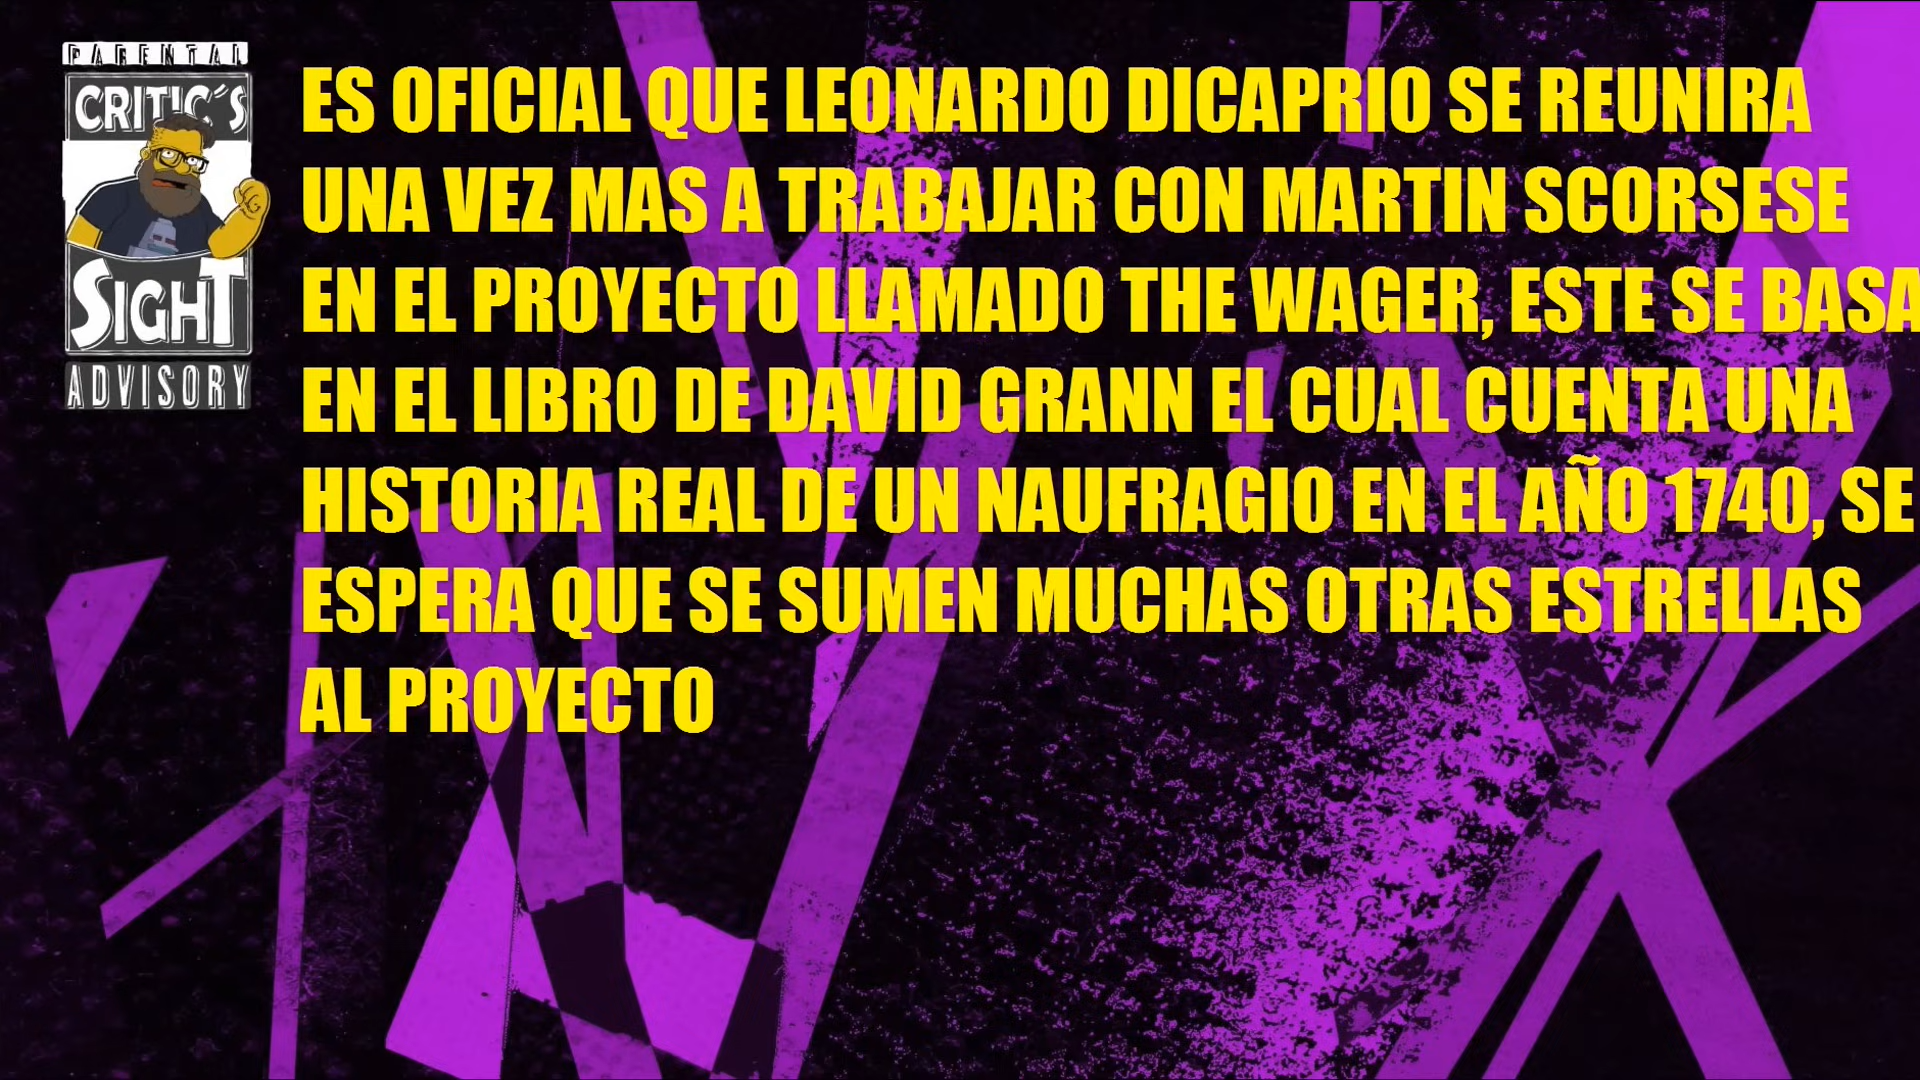 PARENTAL
CRITIC´S
SIGHT
ADVISORY
ES OFICIAL QUE LEONARDO DICAPRIO SE REUNIRA
UNA VEZ MAS A TRABAJAR CON MARTIN SCORSESE
EN EL PROYECTO LLAMADO THE WAGER, ESTE SE BASA
EN EL LIBRO DE DAVID GRANN EL CUAL CUENTA UNA
HISTORIA REAL DE UN NAUFRAGIO EN EL AÑO 1740, SE
ESPERA QUE SE SUMEN MUCHAS OTRAS ESTRELLAS
AL PROYECTO